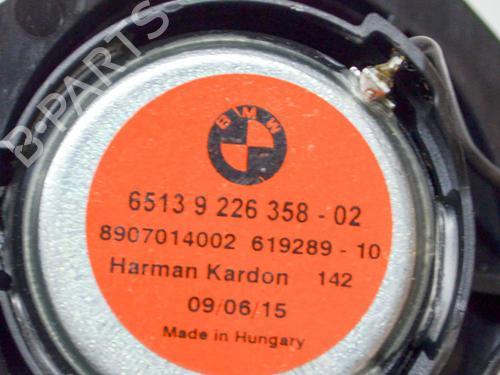 B-PARTS
BMW
6513 9 226 358 - 02
8907014002 619289 - 10
Harman Kardon 142
09/06/15
Made in Hungary